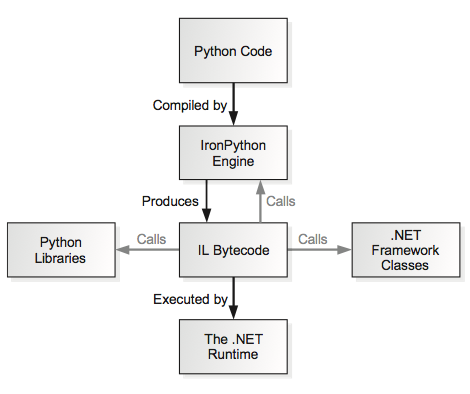 Python Code
Compiled by
IronPython
Engine
Produces
Calls
Python
Libraries
Calls
IL Bytecode
Calls
.NET
Framework
Classes
Executed by
The .NET
Runtime